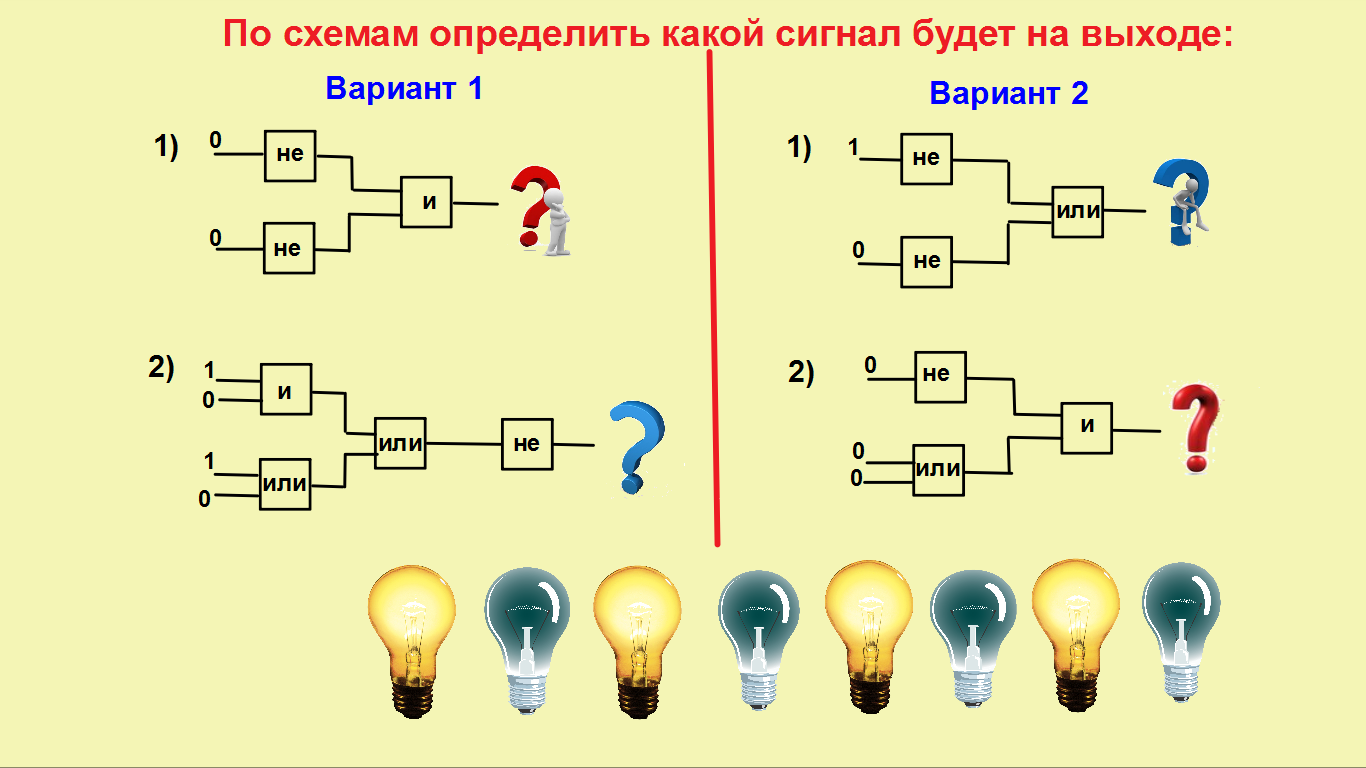 По схемам определить какой сигнал будет на выходе:
Вариант 1
1)
0
не
и
0
не
2)
1
и
0
или
не
1
или
0
Вариант 2
1)
1
не
или
0
не
2)
0
не
и
0
или
0